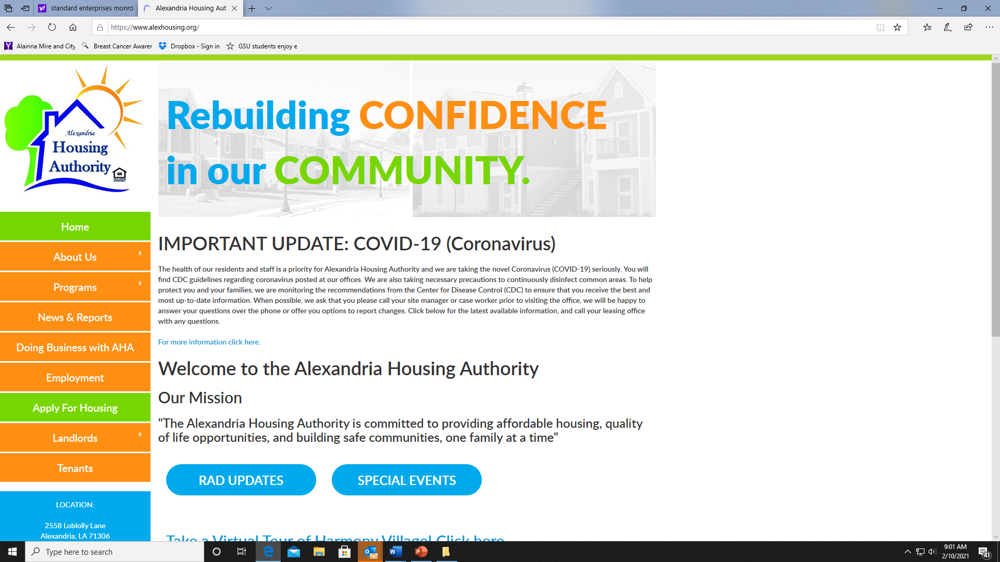 standard enterprises monro
Alexandria Housing Aut
https://www.alexhousing.org/
Alainna Mire and City
Breast Cancer Awarer
Dropbox - Sign in
GSU students enjoy e
Alexandria
Housing
Authority
EQUAL HOUSING
OPPORTUNITY
Rebuilding CONFIDENCE
in our COMMUNITY.
Home
About Us
Programs
News & Reports
Doing Business with AHA
Employment
Apply For Housing
Landlords
Tenants
LOCATION:
2558 Loblolly Lane
Alexandria, LA 71306
IMPORTANT UPDATE: COVID-19 (Coronavirus)
The health of our residents and staff is a priority for Alexandria Housing Authority and we are taking the novel Coronavirus (COVID-19) seriously. You will
find CDC guidelines regarding coronavirus posted at our offices. We are also taking necessary precautions to continuously disinfect common areas. To help
protect you and your families, we are monitoring the recommendations from the Center for Disease Control (CDC) to ensure that you receive the best and
most up-to-date information. When possible, we ask that you please call your site manager or case worker prior to visiting the office, we will be happy to
answer your questions over the phone or offer you options to report changes. Click below for the latest available information, and call your leasing office
with any questions.
For more information click here.
Welcome to the Alexandria Housing Authority
Our Mission
"The Alexandria Housing Authority is committed to providing affordable housing, quality
of life opportunities, and building safe communities, one family at a time"
RAD UPDATES
SPECIAL EVENTS
Take a Virtual Tour of Harmony Village! Click here
Type here to search
9:01 AM
2/10/2021
41